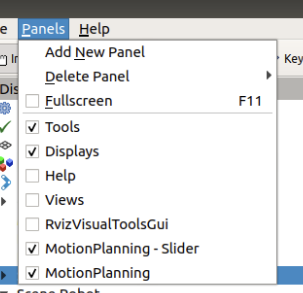 e Panels Help
Add New Panel
Delete Panel
Fullscreen F11
Key
Dis
Tools
Displays
Help
Views
RvizVisualToolsGui
MotionPlanning - Slider
MotionPlanning
Scene Robot